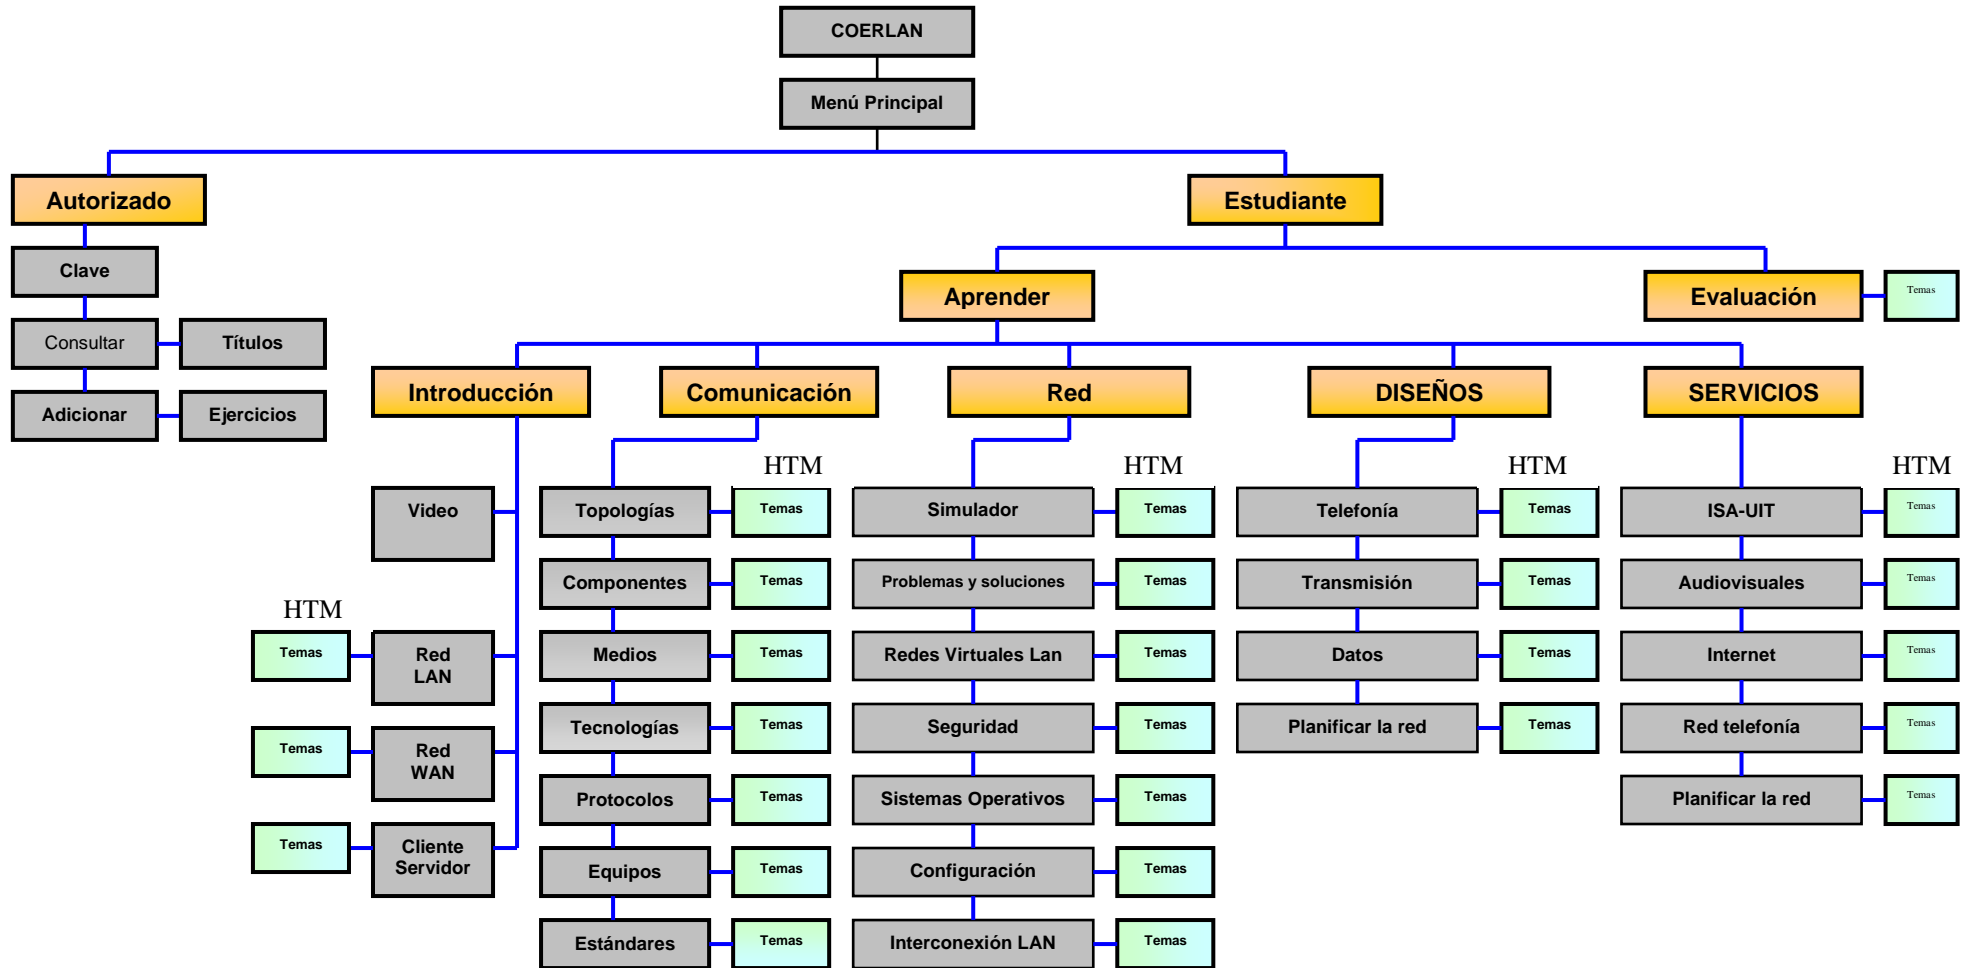 COERLAN
Menú Principal
Autorizado
Estudiante
Clave
Aprender
Evaluación
Temas
Consultar
Títulos
Introducción
Comunicación
Red
DISEÑOS
SERVICIOS
Adicionar
Ejercicios
HTM
HTM
HTM
HTM
Video
Topologías
Temas
Simulador
Temas
Telefonía
Temas
ISA-UIT
Temas
Componentes
Temas
Problemas y soluciones
Temas
Transmisión
Temas
Audiovisuales
Temas
HTM
Temas
Red
LAN
Medios
Temas
Redes Virtuales Lan
Temas
Datos
Temas
Internet
Temas
Temas
Red
WAN
Tecnologías
Temas
Seguridad
Temas
Planificar la red
Temas
Red telefonía
Temas
Protocolos
Temas
Sistemas Operativos
Temas
Planificar la red
Temas
Temas
Cliente
Servidor
Equipos
Temas
Configuración
Temas
Estándares
Temas
Interconexión LAN
Temas